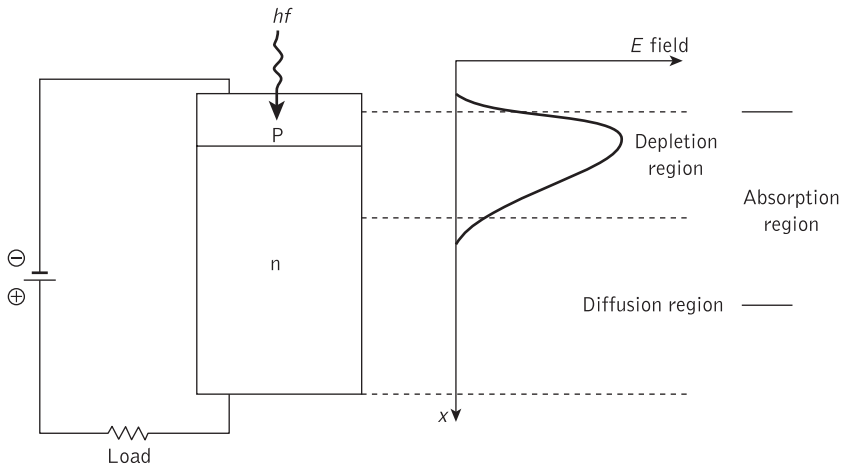 hf
E field
P
Depletion
region
Absorption
region
n
⊖
⊕
Diffusion region
x
Load